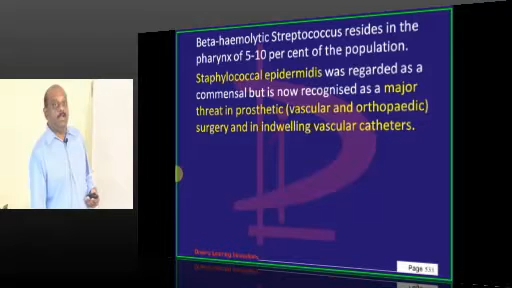 Beta-haemolytic Streptococcus resides in the
pharynx of 5-10 per cent of the population.
Staphylococcal epidermidis was regarded as a
commensal but is now recognised as a major
threat in prosthetic (vascular and orthopaedic)
surgery and in indwelling vascular catheters.
Page